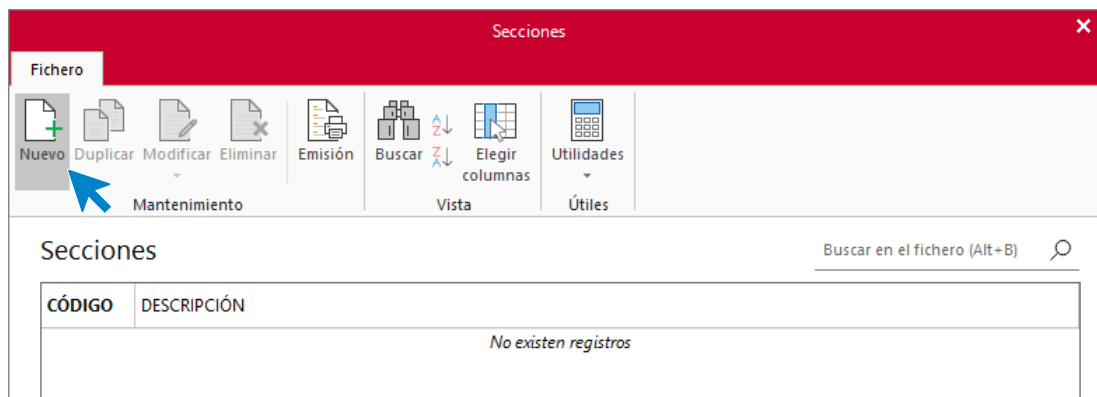 Secciones
Fichero
Nuevo Duplicar Modificar Eliminar Emisión Buscar A Z Z A Elegir columnas Utilidades
Mantenimiento Vista Útiles
Secciones Buscar en el fichero (Alt+B)
CÓDIGO DESCRIPCIÓN
No existen registros